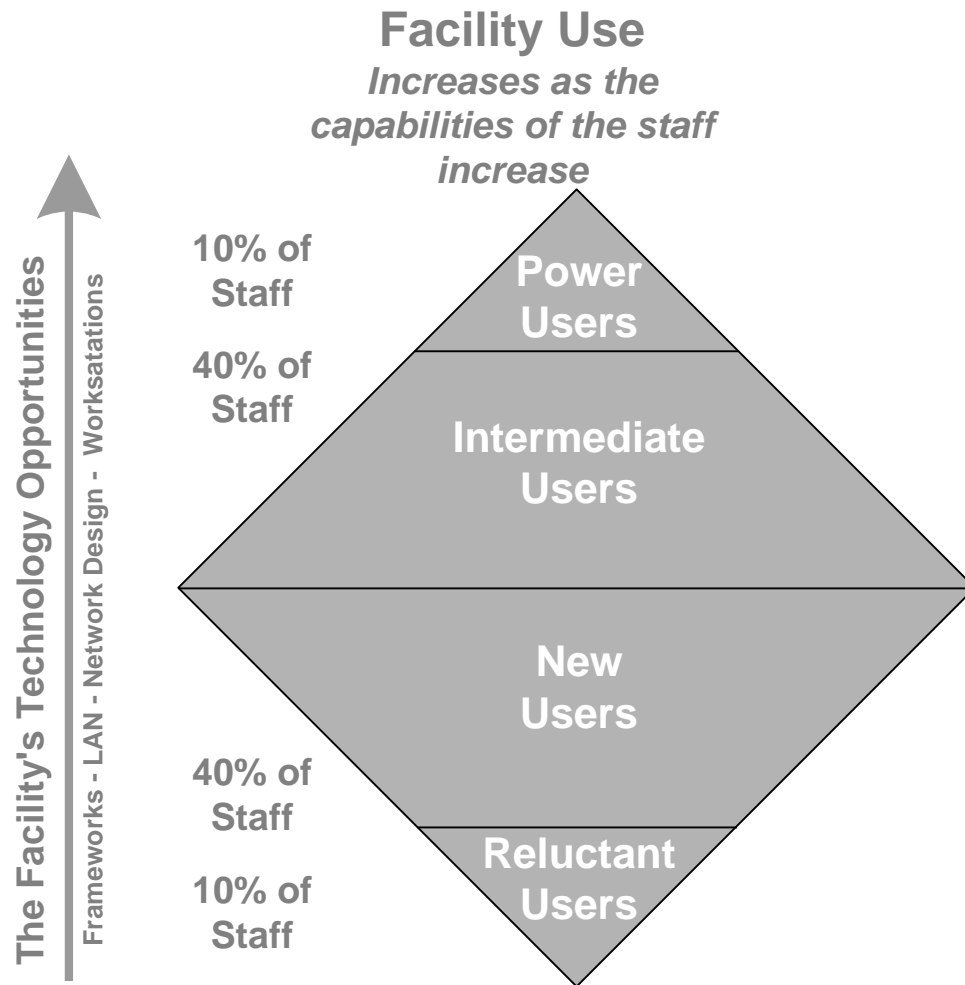 Facility Use
Increases as the
capabilities of the staff
increase
The Facility's Technology Opportunities
Frameworks - LAN - Network Design - Worksatations
10% of
Staff
Power
Users
40% of
Staff
Intermediate
Users
New
Users
40% of
Staff
Reluctant
Users
10% of
Staff